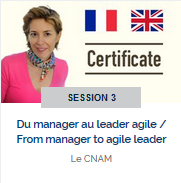 Certificate
SESSION 3
Du manager au leader agile /
From manager to agile leader
Le CNAM